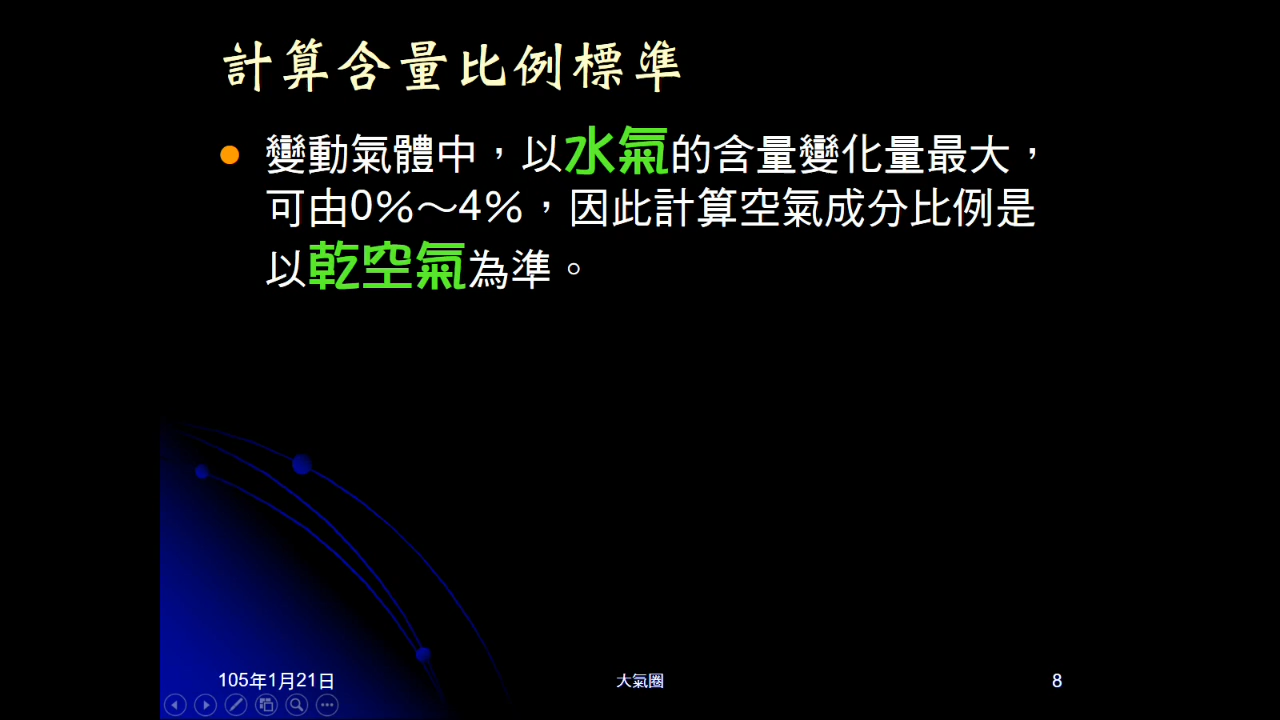 計算含量比例標準
變動氣體中，以水氣的含量變化量最大，
可由0%～4%，因此計算空氣成分比例是
以乾空氣為準。
105年1月21日
大氣圈
8